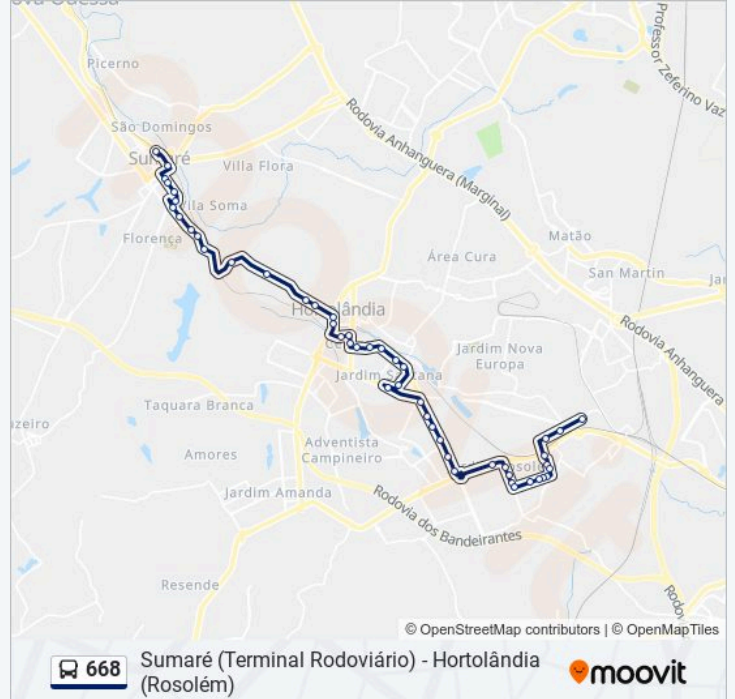 Picerno
São Domingos
Sumaré
Villa Flora
Vila Soma
Florença
Rodovia Anhanguera (Marginal)
Professor Zeferino Vaz
Matão
Área Cura
San Martin
Hortolândia
Rodovia Anhanguera
Jardim Nova
Europa
Jardim Santana
Taquara Branca
Adventista
Campineiro
Amores
Jardim Amanda
Rodovia dos Bandeirantes
Resende
© OpenStreetMap contributors | © OpenMapTiles
668 Sumaré (Terminal Rodoviário) - Hortolândia
(Rosolém)
moovit